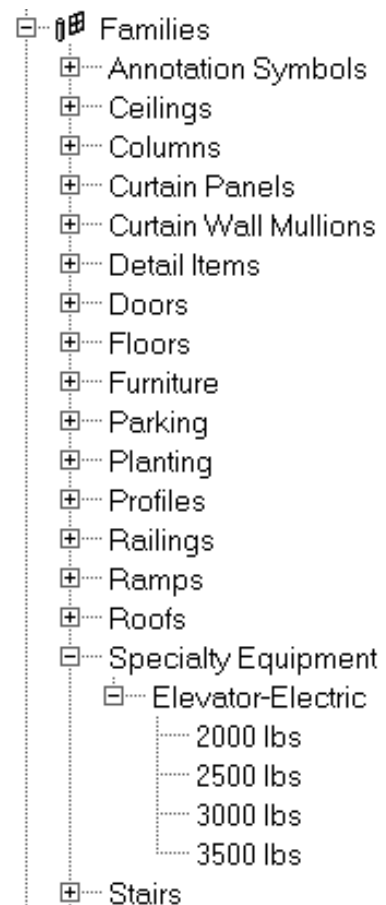 Families
Annotation Symbols
Ceilings
Columns
Curtain Panels
Curtain Wall Mullions
Detail Items
Doors
Floors
Furniture
Parking
Planting
Profiles
Railings
Ramps
Roofs
Specialty Equipment
Elevator-Electric
2000 lbs
2500 lbs
3000 lbs
3500 lbs
Stairs